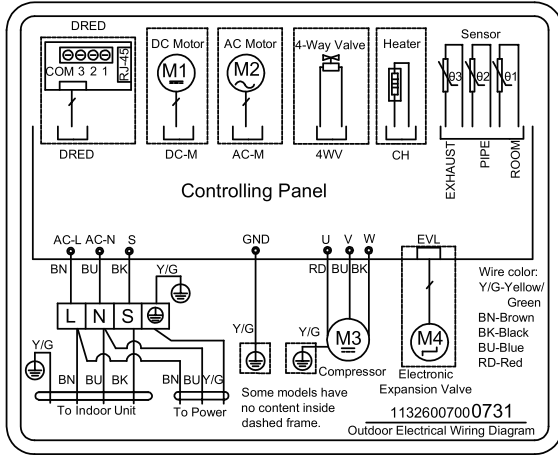 DRED
COM 3 2 1
RJ-45
DRED
DC Motor
M1
DC-M
AC Motor
M2
AC-M
4-Way Valve
4WV
Heater
CH
Sensor
θ3 θ2 θ1
EXHAUST
PIPE
ROOM
Controlling Panel
AC-L AC-N S
BN BU BK Y/G
L N S
Y/G
BN BU BK
To Indoor Unit
BN BU Y/G
To Power
GND
Y/G
U V W
RD BU BK
Y/G
M3
Compressor
EVL
M4
Electronic
Expansion Valve
Some models have
no content inside
dashed frame.
Wire color:
Y/G-Yellow/
Green
BN-Brown
BK-Black
BU-Blue
RD-Red
11326007000731
Outdoor Electrical Wiring Diagram